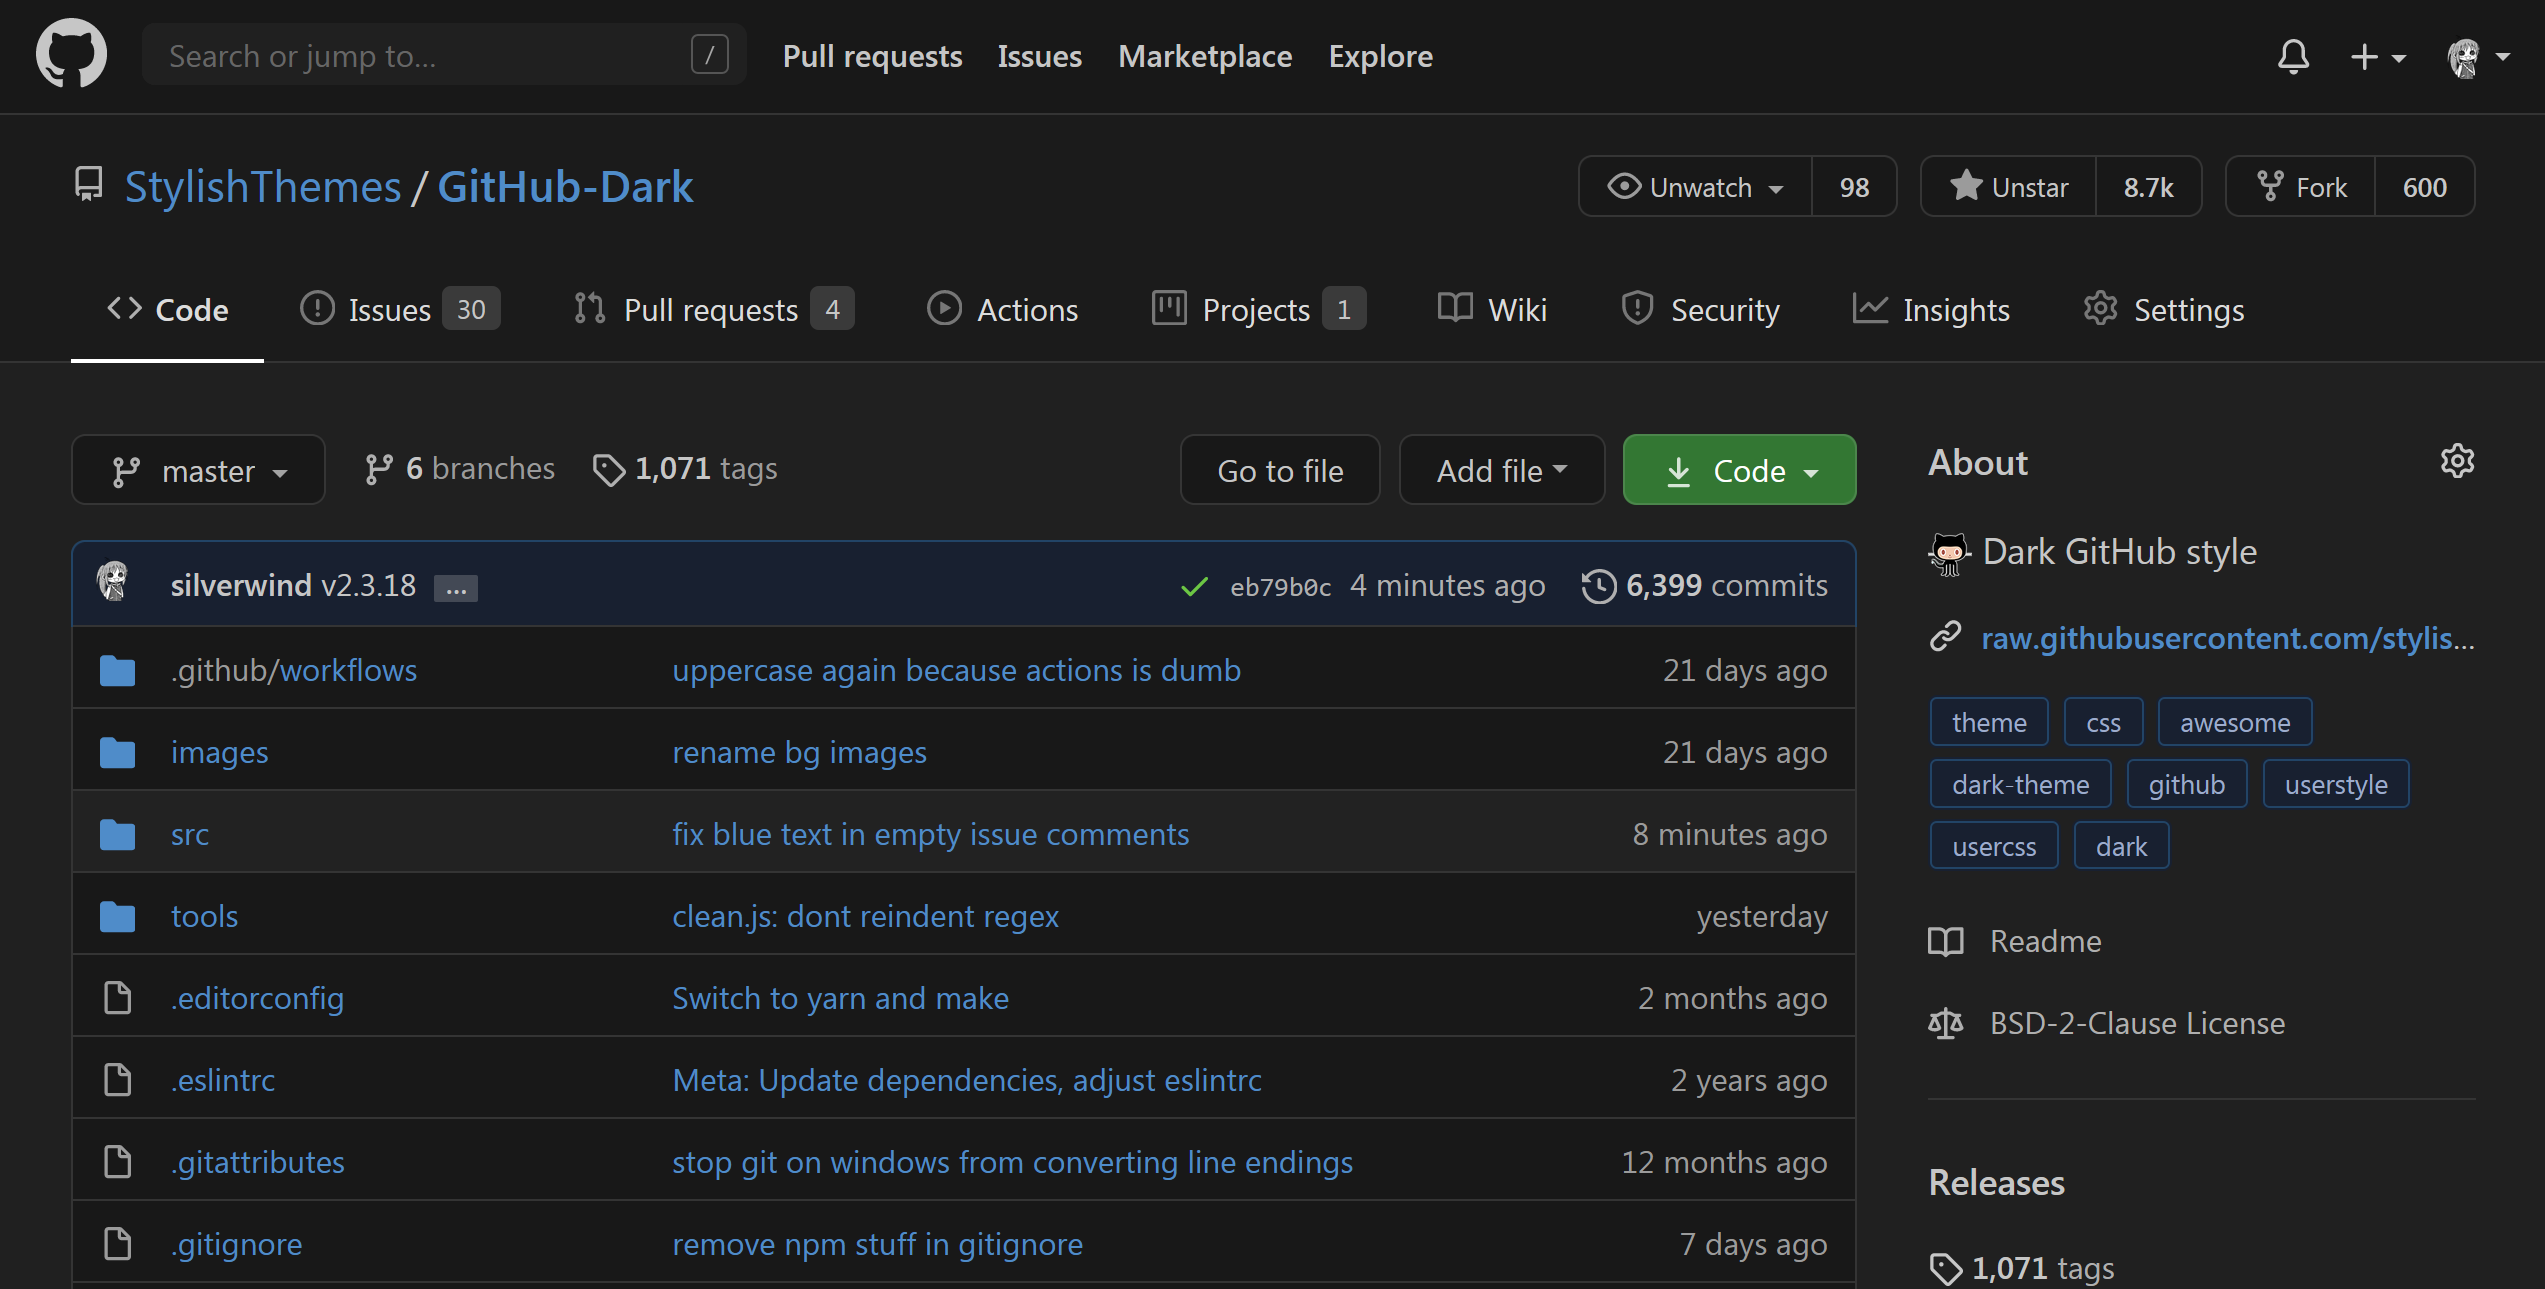 Search or jump to... / Pull requests Issues Marketplace Explore
StylishThemes / GitHub-Dark Unwatch 98 Unstar 8.7k Fork 600
Code Issues 30 Pull requests 4 Actions Projects 1 Wiki Security Insights Settings
master 6 branches 1,071 tags Go to file Add file Code
silverwind v2.3.18 ... eb79b0c 4 minutes ago 6,399 commits
.github/workflows uppercase again because actions is dumb 21 days ago
images rename bg images 21 days ago
src fix blue text in empty issue comments 8 minutes ago
tools clean.js: dont reindent regex yesterday
.editorconfig Switch to yarn and make 2 months ago
.eslintrc Meta: Update dependencies, adjust eslintrc 2 years ago
.gitattributes stop git on windows from converting line endings 12 months ago
.gitignore remove npm stuff in gitignore 7 days ago
About
Dark GitHub style
raw.githubusercontent.com/stylis...
theme css awesome
dark-theme github userstyle
usercss dark
Readme
BSD-2-Clause License
Releases
1,071 tags